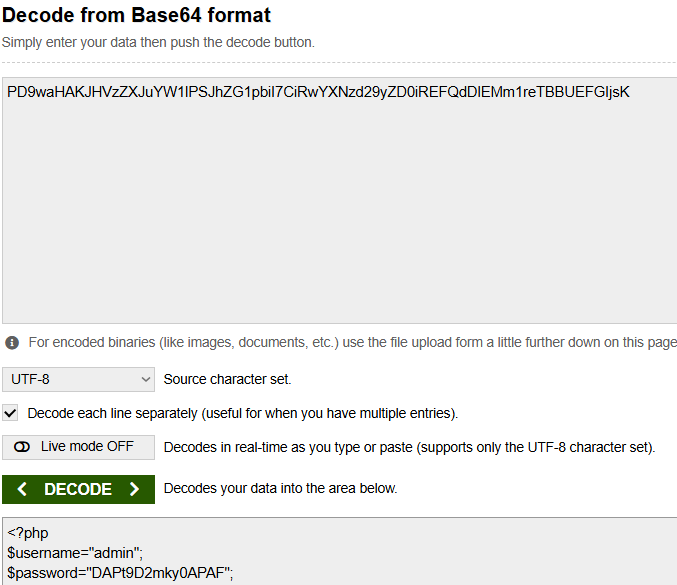 Decode from Base64 format
Simply enter your data then push the decode button.
PD9waHAKJHVzZXJuYW1lPSJhZG1pbiI7CiRwYXNzd29yZD0iREFQdDlEMm1reTBBUEFGIjsK
For encoded binaries (like images, documents, etc.) use the file upload form a little further down on this page
UTF-8 Source character set.
Decode each line separately (useful for when you have multiple entries).
Live mode OFF Decodes in real-time as you type or paste (supports only the UTF-8 character set).
< DECODE > Decodes your data into the area below.
<?php
$username="admin";
$password="DAPt9D2mky0APAF";